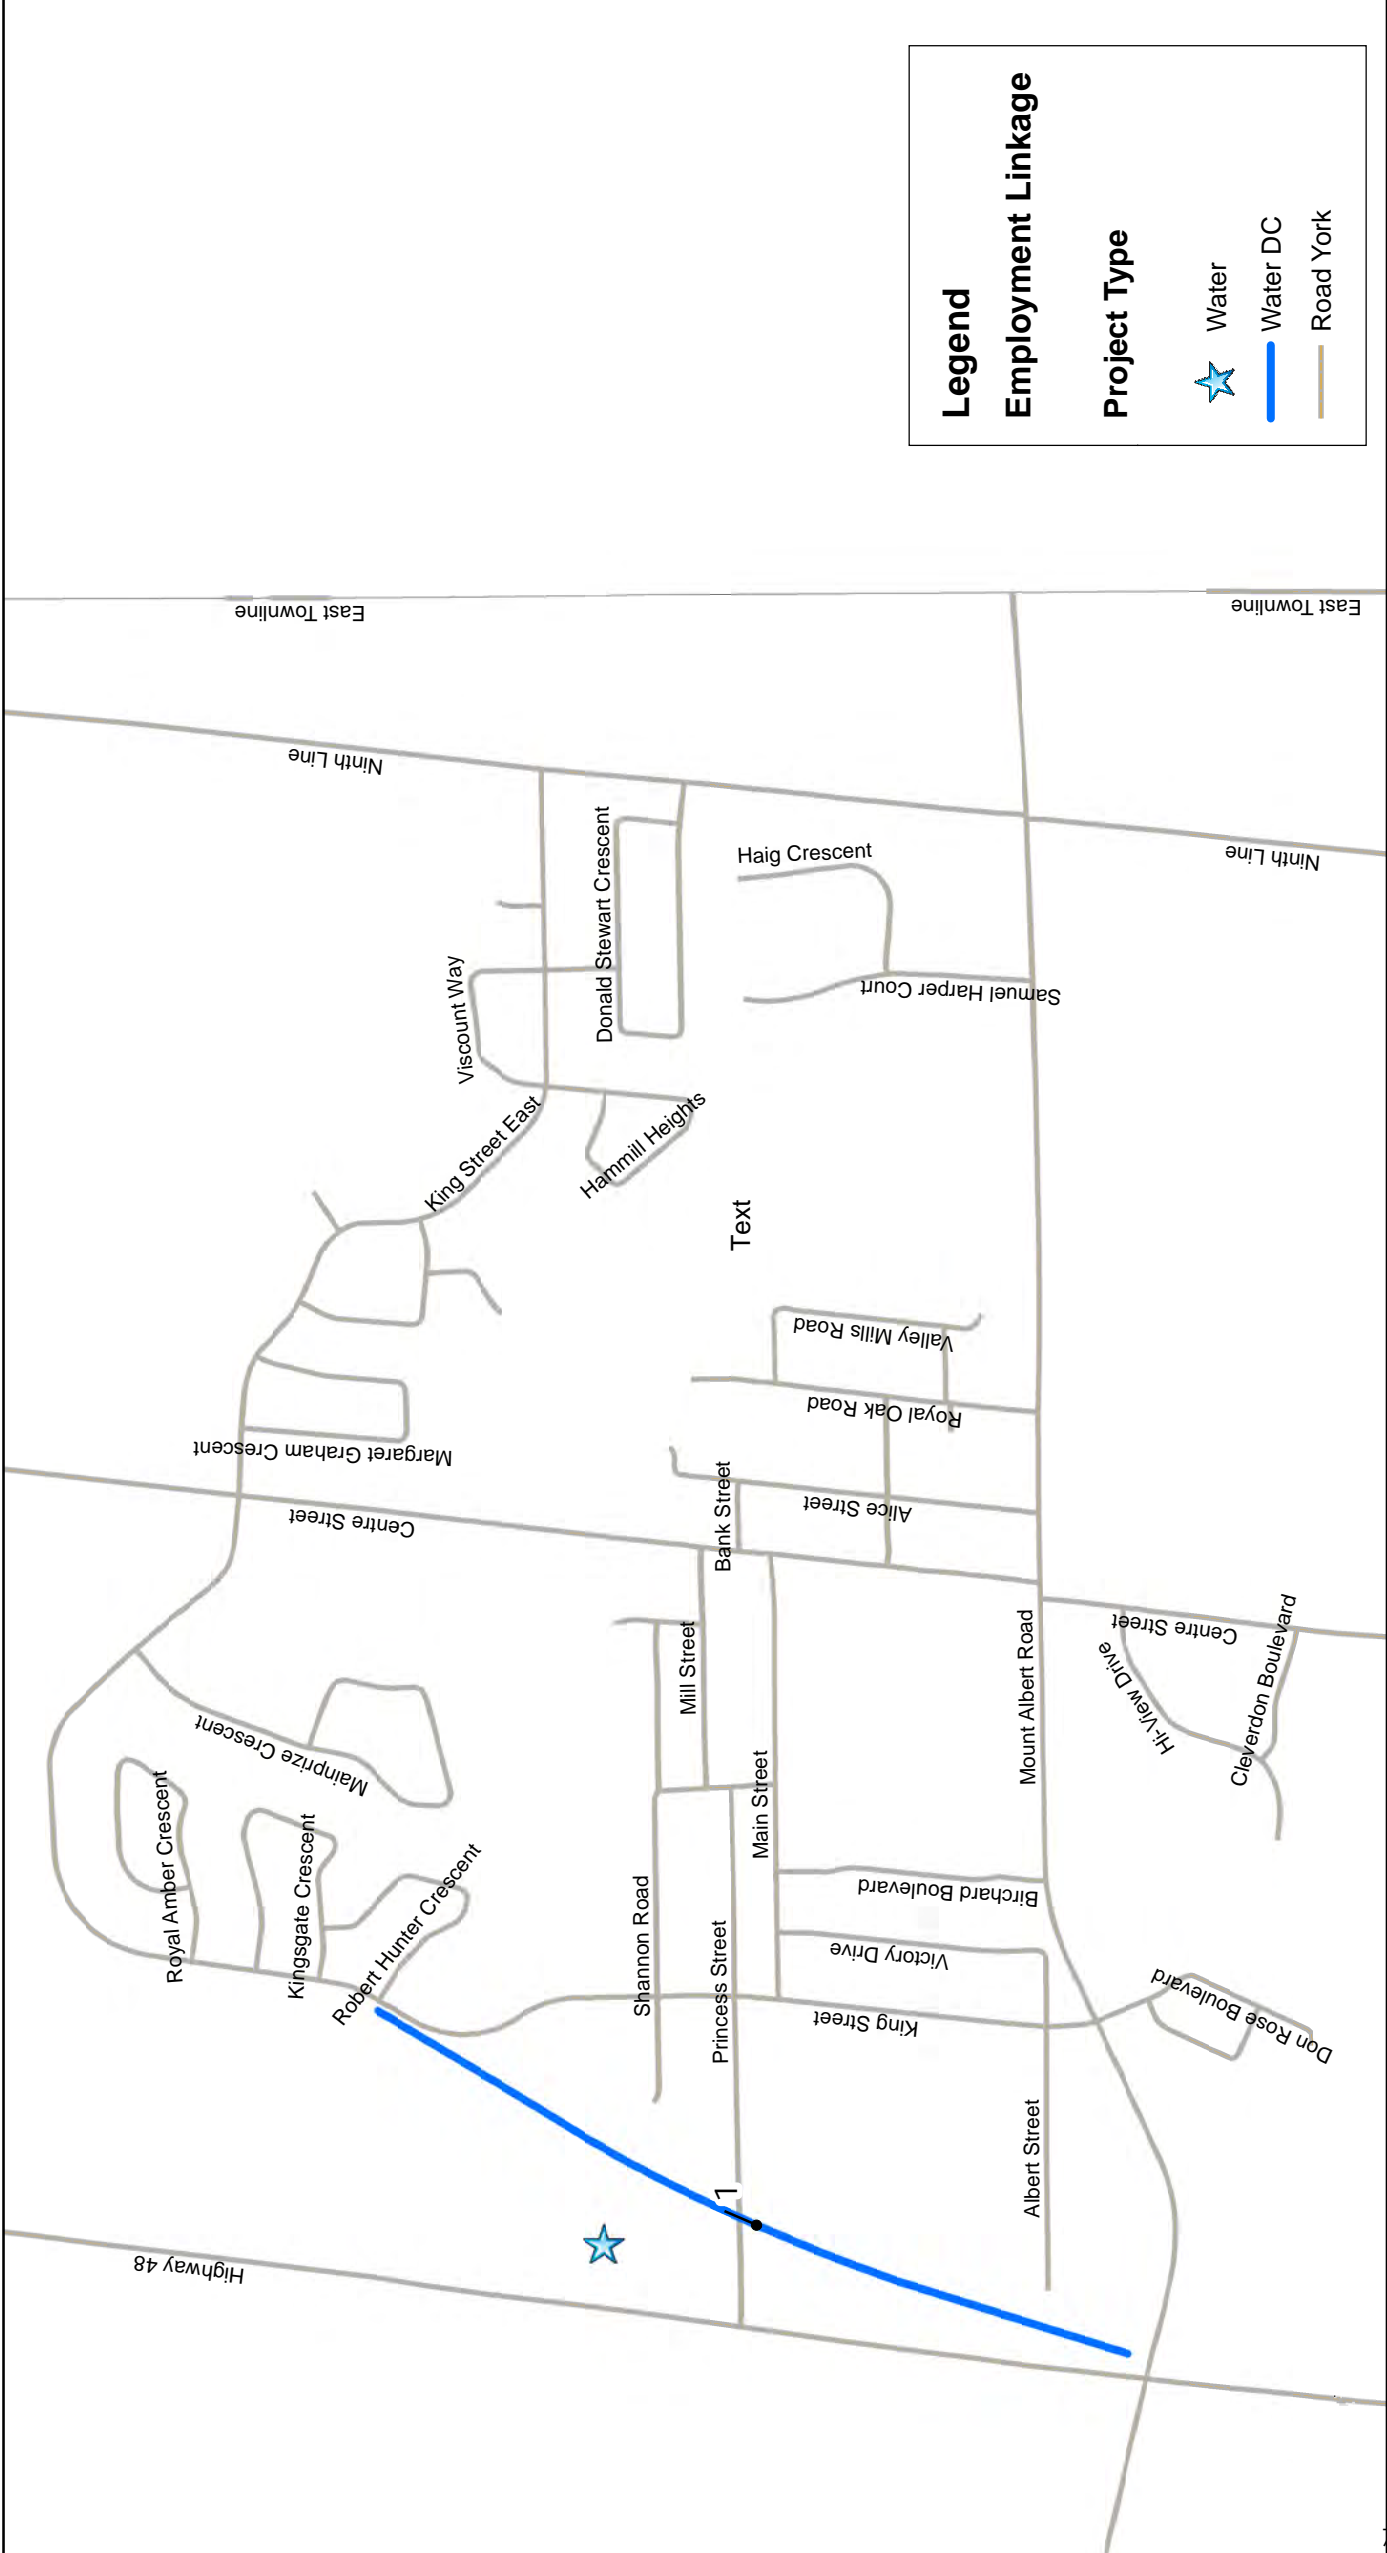 Highway 48
Royal Amber Crescent
Kingsgate Crescent
Robert Hunter Crescent
Mainprize Crescent
Centre Street
Margaret Graham Crescent
King Street East
Viscount Way
Hammill Heights
Donald Stewart Crescent
Ninth Line
East Townline
Haig Crescent
Samuel Harper Court
Text
Valley Mills Road
Royal Oak Road
Alice Street
Bank Street
Mill Street
Main Street
Shannon Road
Princess Street
1
King Street
Victory Drive
Birchard Boulevard
Albert Street
Mount Albert Road
Don Rose Boulevard
Hi-View Drive
Cleverdon Boulevard
Centre Street
Ninth Line
East Townline
Legend
Employment Linkage
Project Type
Water
Water DC
Road York